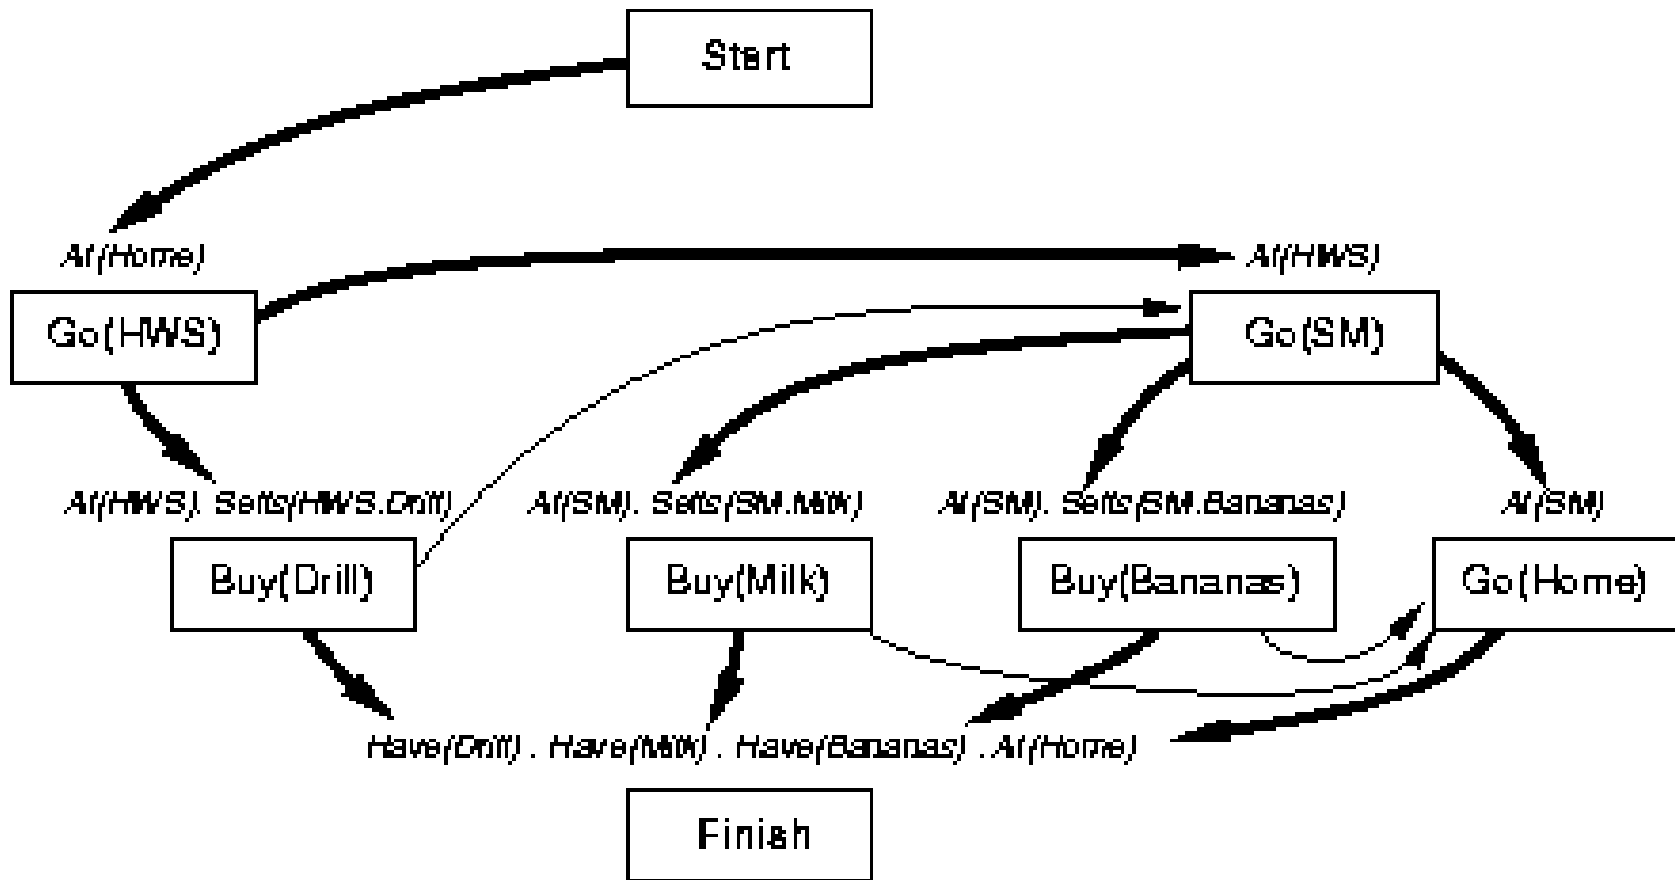 Start
At(Home)
At(HWS)
Go(HWS)
Go(SM)
At(HWS), Sells(HWS,Drill)
At(SM), Sells(SM,Milk)
At(SM), Sells(SM,Bananas)
At(SM)
Buy(Drill)
Buy(Milk)
Buy(Bananas)
Go(Home)
Have(Drill) , Have(Milk) , Have(Bananas) , At(Home)
Finish